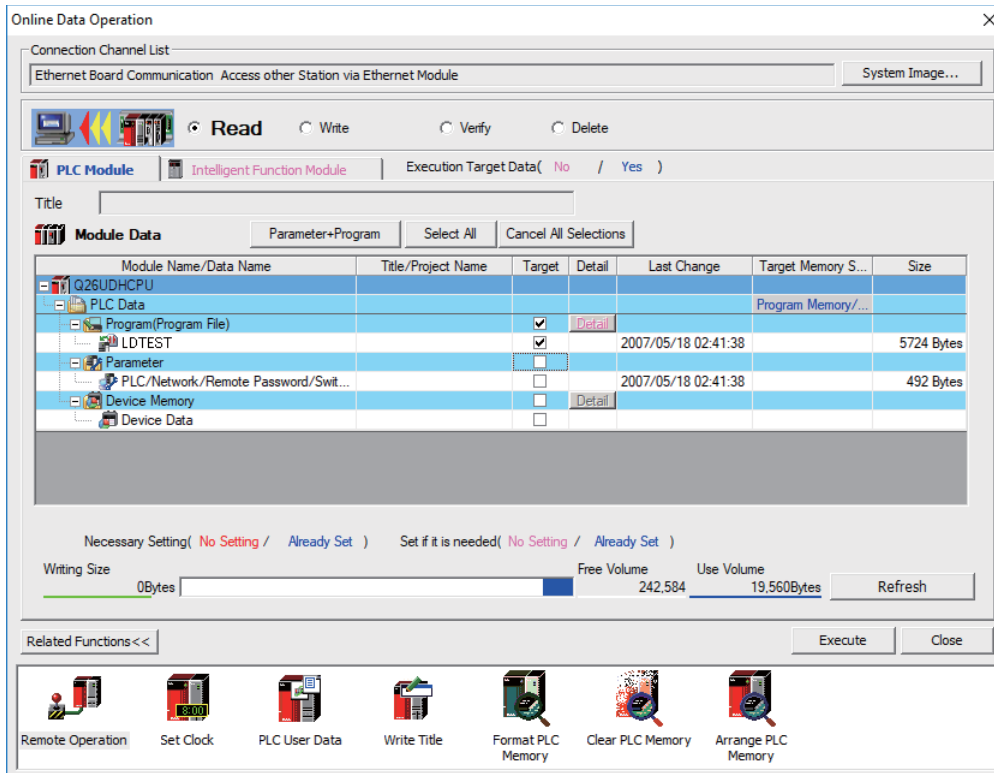 Online Data Operation
Connection Channel List
Ethernet Board Communication Access other Station via Ethernet Module
System Image...
Read Write Verify Delete
PLC Module Intelligent Function Module Execution Target Data( No / Yes )
Title
Module Data Parameter+Program Select All Cancel All Selections
Module Name/Data Name Title/Project Name Target Detail Last Change Target Memory S... Size
Q26UDHCPU
PLC Data Program Memory/...
Program(Program File) Detail
LDTEST 2007/05/18 02:41:38 5724 Bytes
Parameter
PLC/Network/Remote Password/Swit... 2007/05/18 02:41:38 492 Bytes
Device Memory Detail
Device Data
Necessary Setting( No Setting / Already Set ) Set if it is needed( No Setting / Already Set )
Writing Size Free Volume Use Volume
0Bytes 242,584 19,560Bytes Refresh
Related Functions<< Execute Close
8:00
Remote Operation Set Clock PLC User Data Write Title Format PLC Clear PLC Memory Arrange PLC
Memory Memory